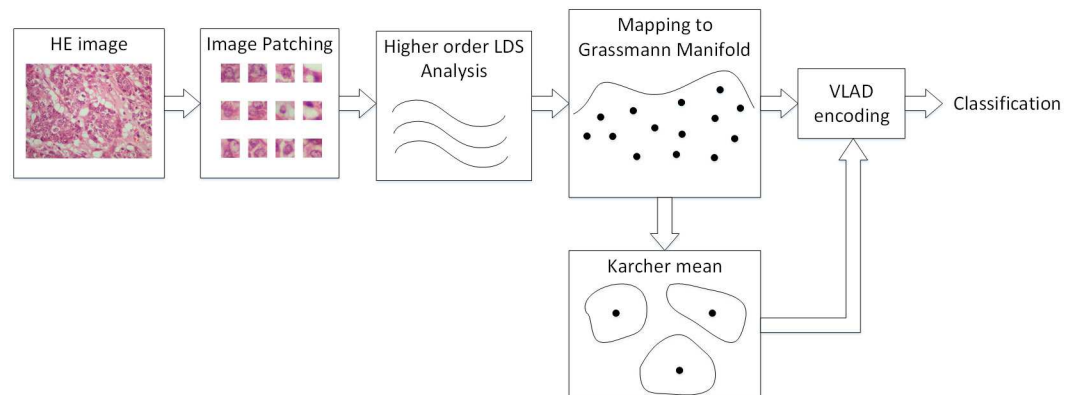 HE image
Image Patching
Higher order LDS
Analysis
Mapping to
Grassmann Manifold
VLAD
encoding
Classification
Karcher mean